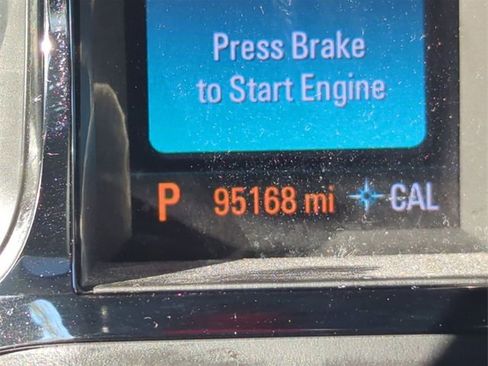 Press Brake
to Start Engine
P 95168 mi CAL